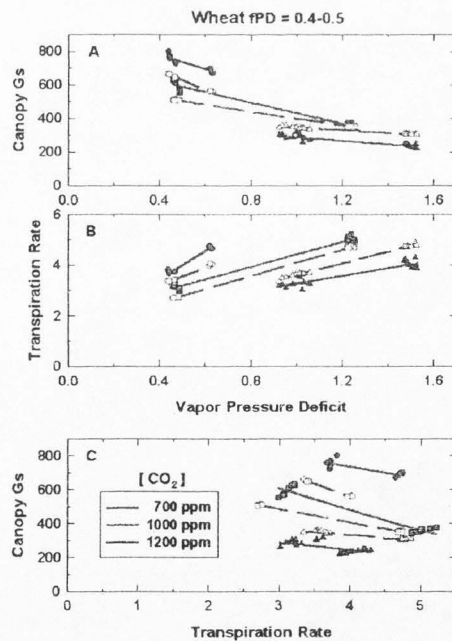 Wheat fPD = 0.4-0.5
A
Canopy Gs
800
600
400
200
0
0.0 0.4 0.8 1.2 1.6
B
Transpiration Rate
6
4
2
0.0 0.4 0.8 1.2 1.6
Vapor Pressure Deficit
C
Canopy Gs
800
600
400
200
0
[CO2]
700 ppm
1000 ppm
1200 ppm
0 1 2 3 4 5
Transpiration Rate